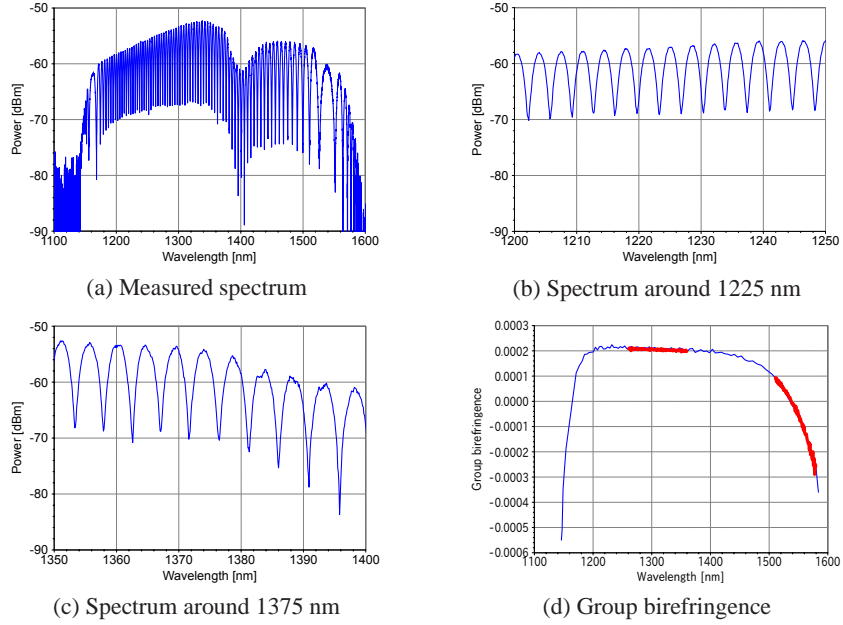 -50
-60
-70
-80
-90
Power [dBm]
1100 1200 1300 1400 1500 1600
Wavelength [nm]
(a) Measured spectrum
-50
-60
-70
-80
-90
Power [dBm]
1200 1210 1220 1230 1240 1250
Wavelength [nm]
(b) Spectrum around 1225 nm
-50
-60
-70
-80
-90
Power [dBm]
1350 1360 1370 1380 1390 1400
Wavelength [nm]
(c) Spectrum around 1375 nm
0.0003
0.0002
0.0001
0.0000
-0.0001
-0.0002
-0.0003
-0.0004
-0.0005
-0.0006
Group birefringence
1100 1200 1300 1400 1500 1600
Wavelength [nm]
(d) Group birefringence